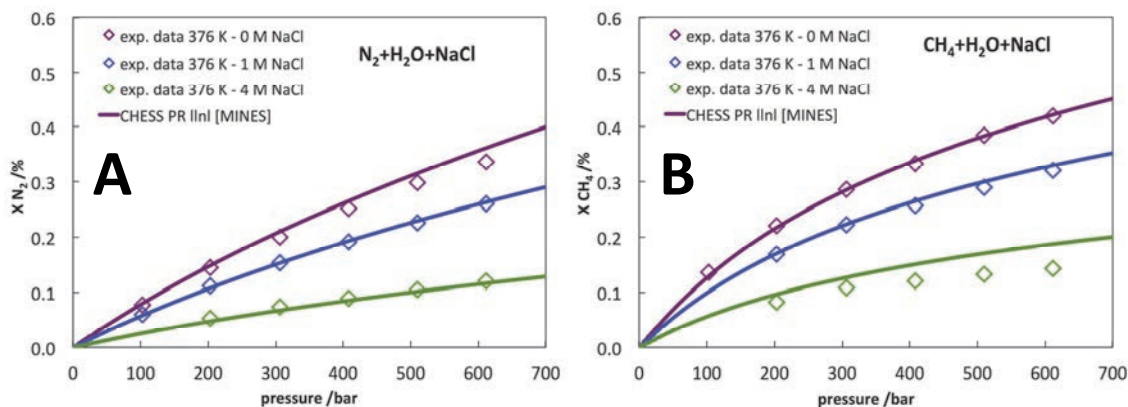 0.6
exp. data 376 K - 0 M NaCl
N2+H2O+NaCl
0.5
exp. data 376 K - 1 M NaCl
exp. data 376 K - 4 M NaCl
0.4
CHESS PR llnl [MINES]
A
X N2 /%
0.3
0.2
0.1
0.0
0 100 200 300 400 500 600 700
pressure /bar
0.6
exp. data 376 K - 0 M NaCl
CH4+H2O+NaCl
0.5
exp. data 376 K - 1 M NaCl
exp. data 376 K - 4 M NaCl
0.4
CHESS PR llnl [MINES]
B
X CH4 /%
0.3
0.2
0.1
0.0
0 100 200 300 400 500 600 700
pressure /bar